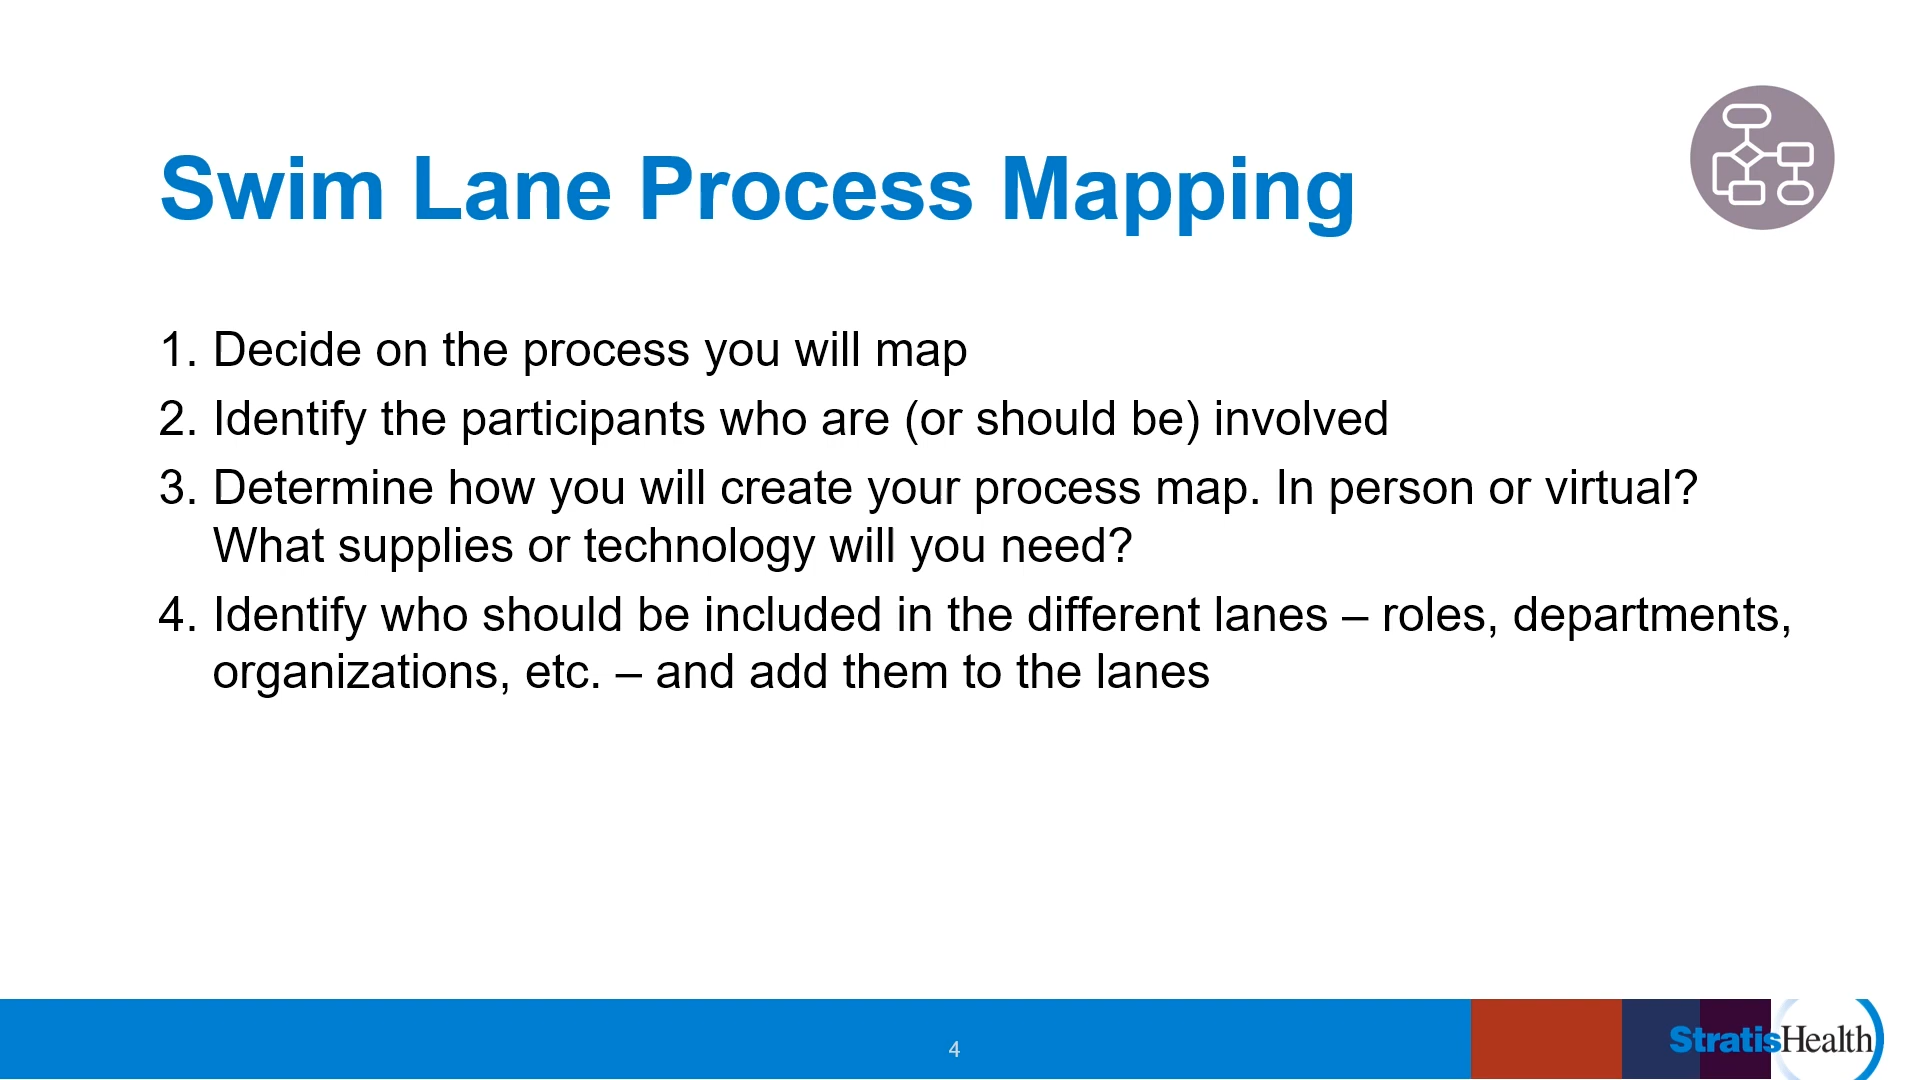 Swim Lane Process Mapping
1. Decide on the process you will map
2. Identify the participants who are (or should be) involved
3. Determine how you will create your process map. In person or virtual?
What supplies or technology will you need?
4. Identify who should be included in the different lanes – roles, departments,
organizations, etc. – and add them to the lanes
4
StratisHealth